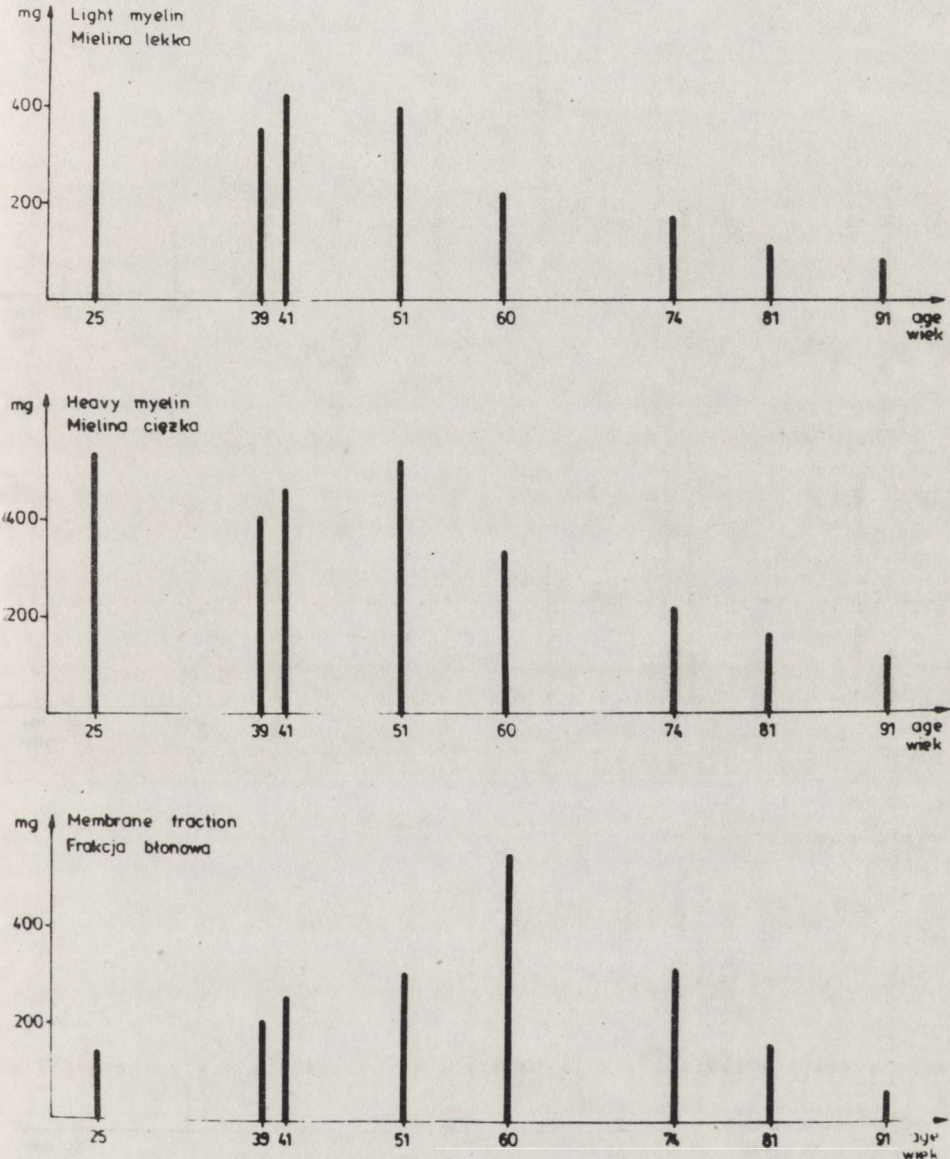 mg Light myelin
Mielina lekka
400
200
25 39 41 51 60 74 81 91 age
wiek
mg Heavy myelin
Mielina ciężka
400
200
25 39 41 51 60 74 81 91 age
wiek
mg Membrane fraction
Frakcja błonowa
400
200
25 39 41 51 60 74 81 91 age
wiek